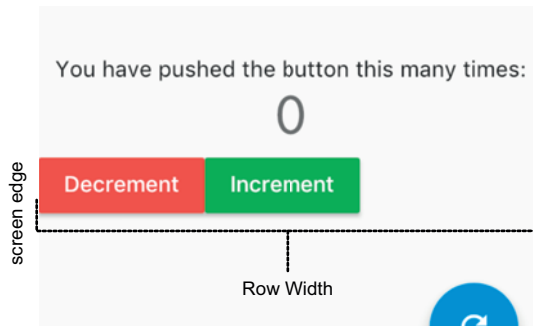 You have pushed the button this many times:
0
Decrement Increment
screen edge
Row Width